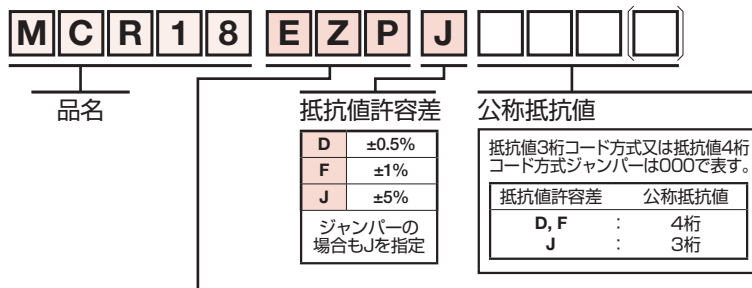 MCR18 EZPJ
品名
抵抗値許容差
D ±0.5%
F ±1%
J ±5%
ジャンパーの
場合もJを指定
公称抵抗値
抵抗値3桁コード方式又は抵抗値4桁
コード方式ジャンパーは000で表す。
抵抗値許容差 公称抵抗値
D, F : 4桁
J : 3桁